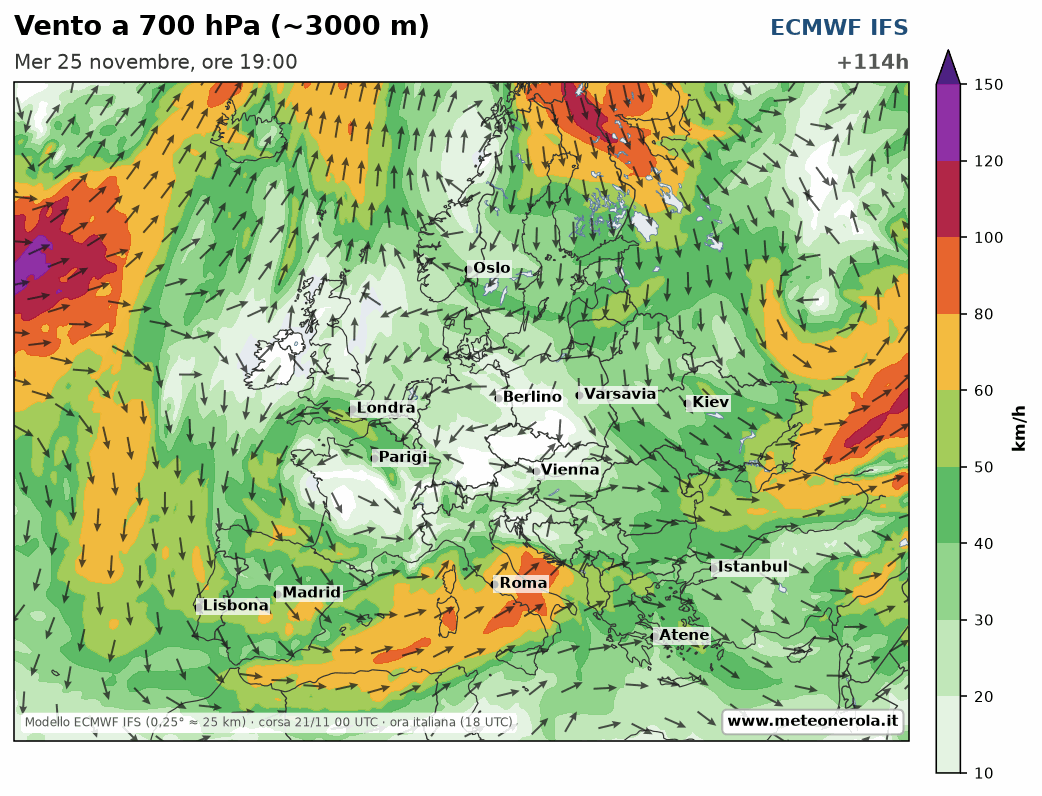 Vento a 700 hPa (~3000 m)
ECMWF IFS
Mer 25 novembre, ore 19:00
+114h
150
120
100
80
60
50
40
30
20
10
km/h
Oslo
Londra
Berlino
Varsavia
Kiev
Parigi
Vienna
Istanbul
Roma
Madrid
Lisbona
Atene
Modello ECMWF IFS (0,25° ≈ 25 km) · corsa 21/11 00 UTC · ora italiana (18 UTC)
www.meteonerola.it